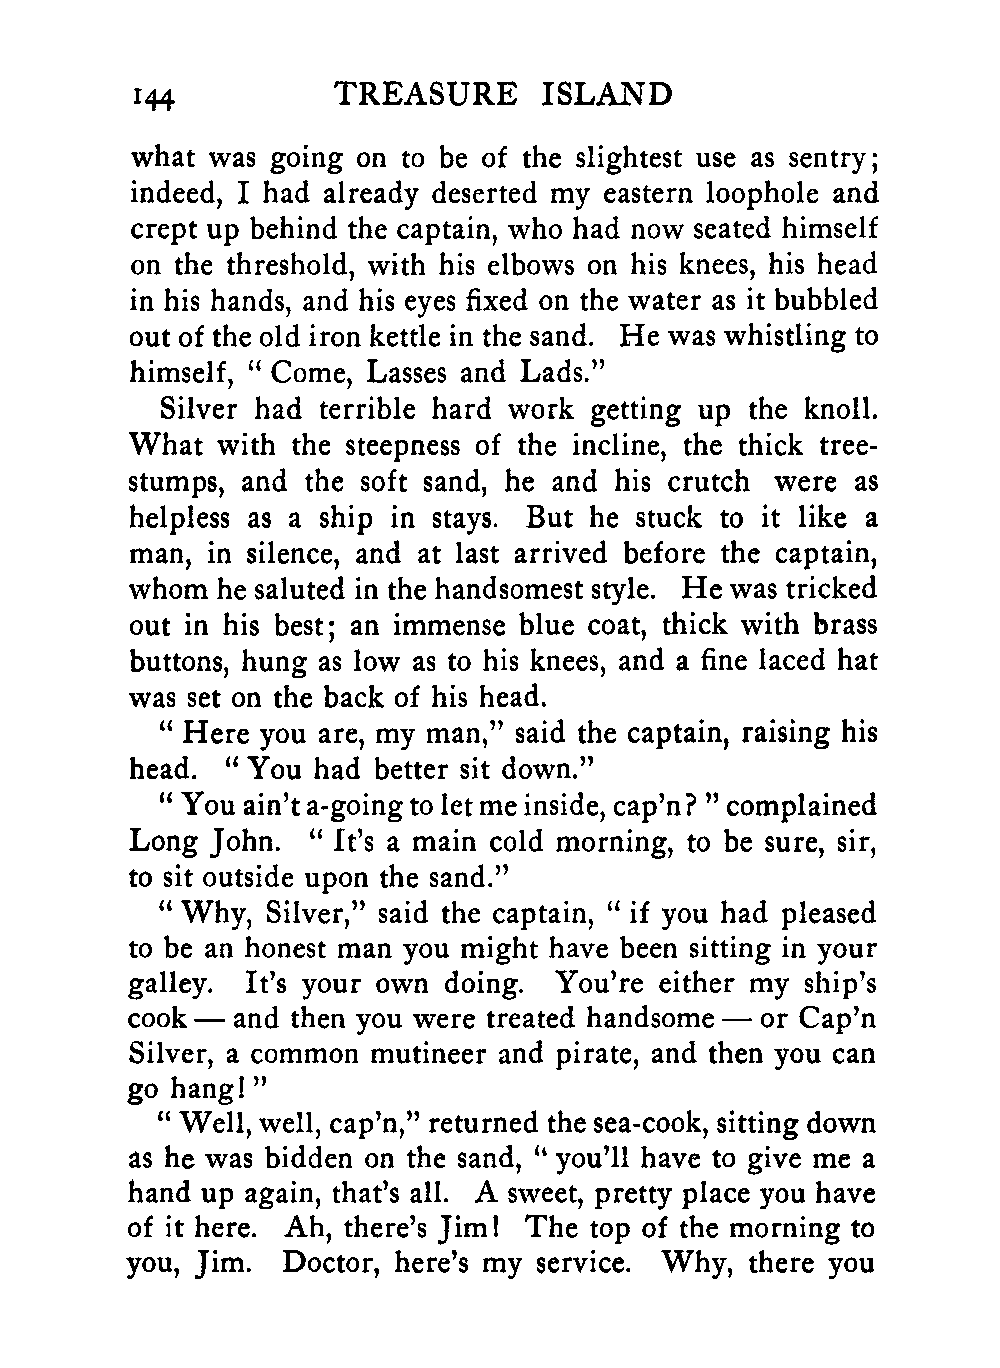 144 TREASURE ISLAND
what was going on to be of the slightest use as sentry;
indeed, I had already deserted my eastern loophole and
crept up behind the captain, who had now seated himself
on the threshold, with his elbows on his knees, his head
in his hands, and his eyes fixed on the water as it bubbled
out of the old iron kettle in the sand. He was whistling to
himself, “ Come, Lasses and Lads.”
Silver had terrible hard work getting up the knoll.
What with the steepness of the incline, the thick tree-
stumps, and the soft sand, he and his crutch were as
helpless as a ship in stays. But he stuck to it like a
man, in silence, and at last arrived before the captain,
whom he saluted in the handsomest style. He was tricked
out in his best; an immense blue coat, thick with brass
buttons, hung as low as to his knees, and a fine laced hat
was set on the back of his head.
“ Here you are, my man,” said the captain, raising his
head. “ You had better sit down.”
“ You ain’t a-going to let me inside, cap’n? ” complained
Long John. “ It’s a main cold morning, to be sure, sir,
to sit outside upon the sand.”
“ Why, Silver,” said the captain, “ if you had pleased
to be an honest man you might have been sitting in your
galley. It’s your own doing. You’re either my ship’s
cook — and then you were treated handsome — or Cap’n
Silver, a common mutineer and pirate, and then you can
go hang! ”
“ Well, well, cap’n,” returned the sea-cook, sitting down
as he was bidden on the sand, “ you’ll have to give me a
hand up again, that’s all. A sweet, pretty place you have
of it here. Ah, there’s Jim! The top of the morning to
you, Jim. Doctor, here’s my service. Why, there you